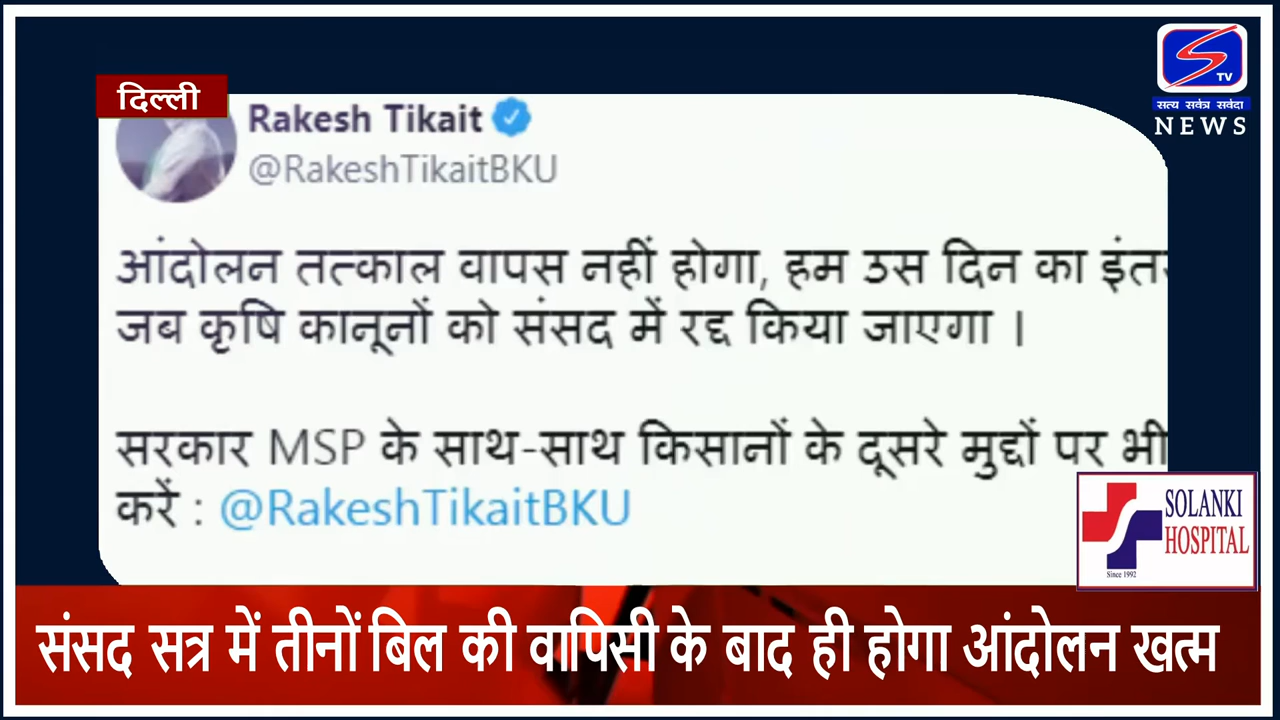 दिल्ली
S TV
सत्य सर्वत्र सर्वदा
NEWS
Rakesh Tikait
@RakeshTikaitBKU
आंदोलन तत्काल वापस नहीं होगा, हम उस दिन का
जब कृषि कानूनों को संसद में रद्द किया जाएगा ।
सरकार MSP के साथ-साथ किसानों के दूसरे मुद्दों पर भी
करें : @RakeshTikaitBKU
SOLANKI
HOSPITAL
Since 1992
संसद सत्र में तीनों बिल की वापिसी के बाद ही होगा आंदोलन खत्म